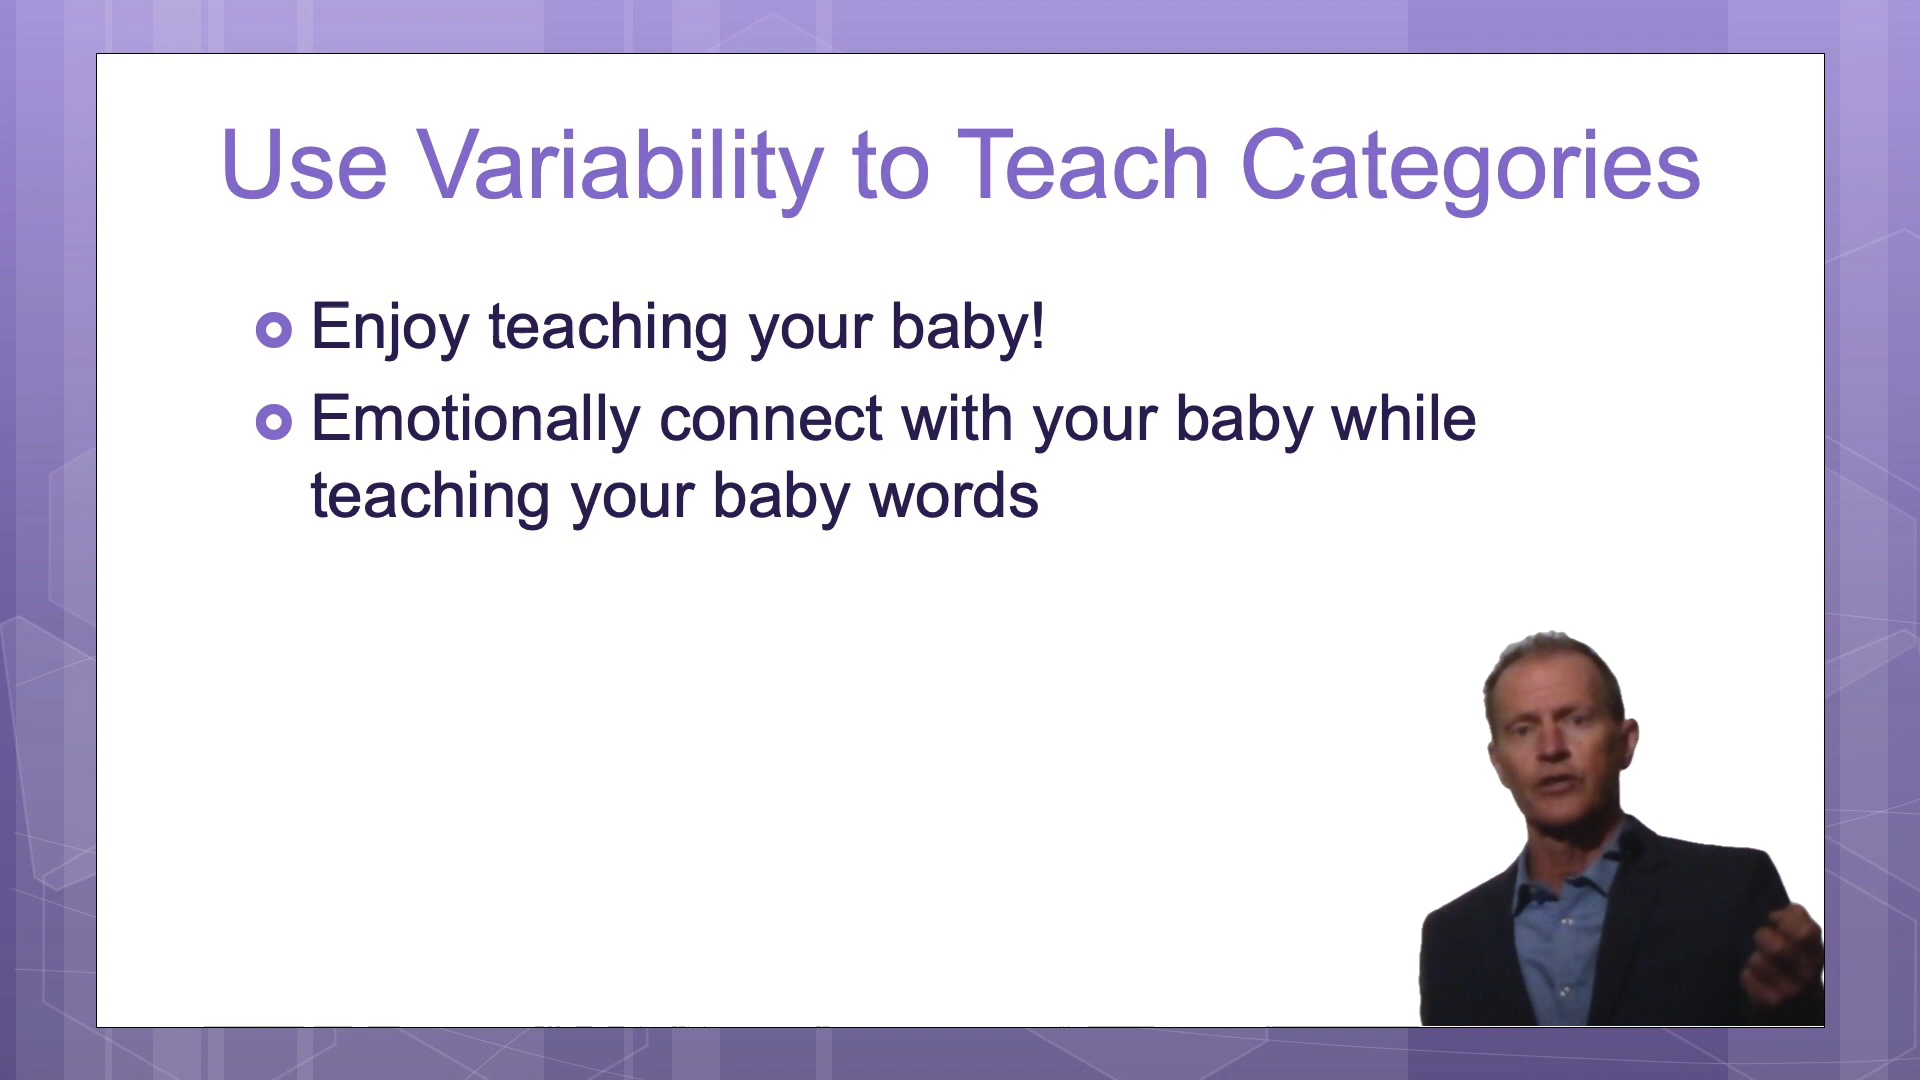 Use Variability to Teach Categories
Enjoy teaching your baby!
Emotionally connect with your baby while
teaching your baby words